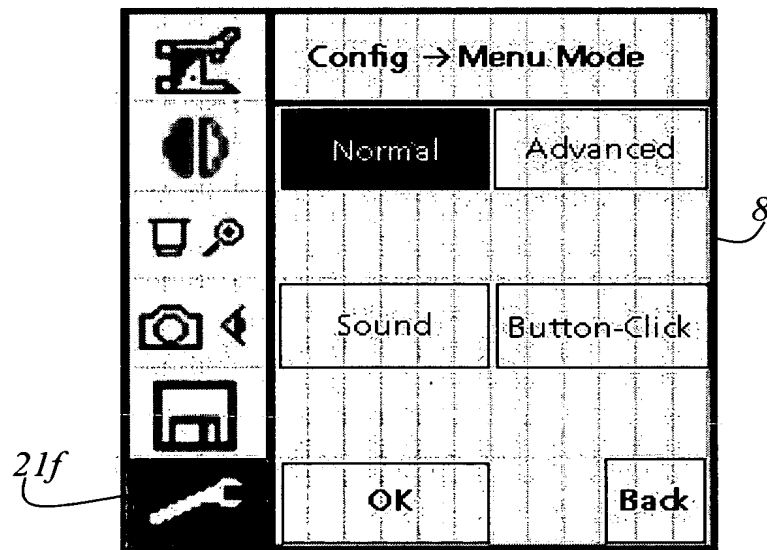 Config → Menu Mode
Normal Advanced
8
Sound Button-Click
21f
OK Back